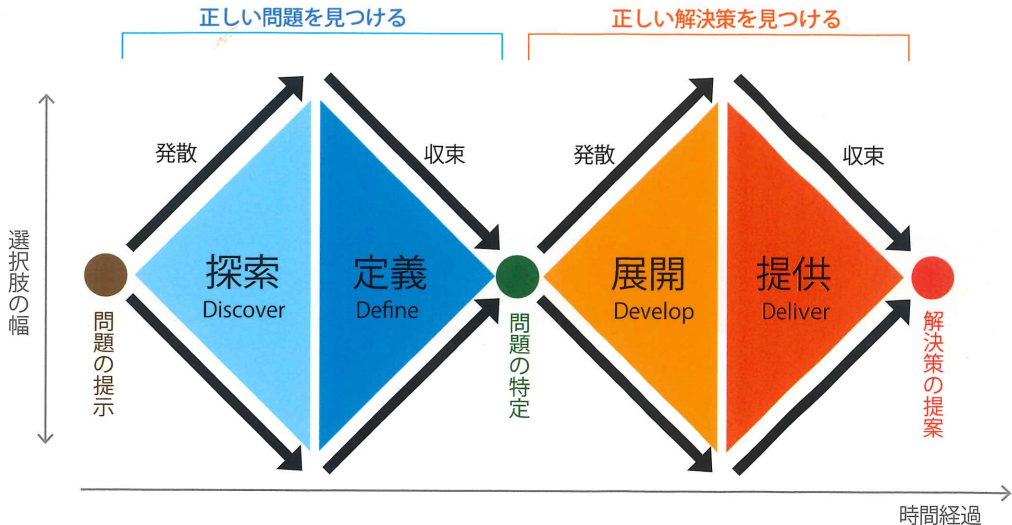 正しい問題を見つける
正しい解決策を見つける
発散
収束
発散
収束
選択肢の幅
探索
Discover
定義
Define
展開
Develop
提供
Deliver
問題の提示
問題の特定
解決策の提案
時間経過